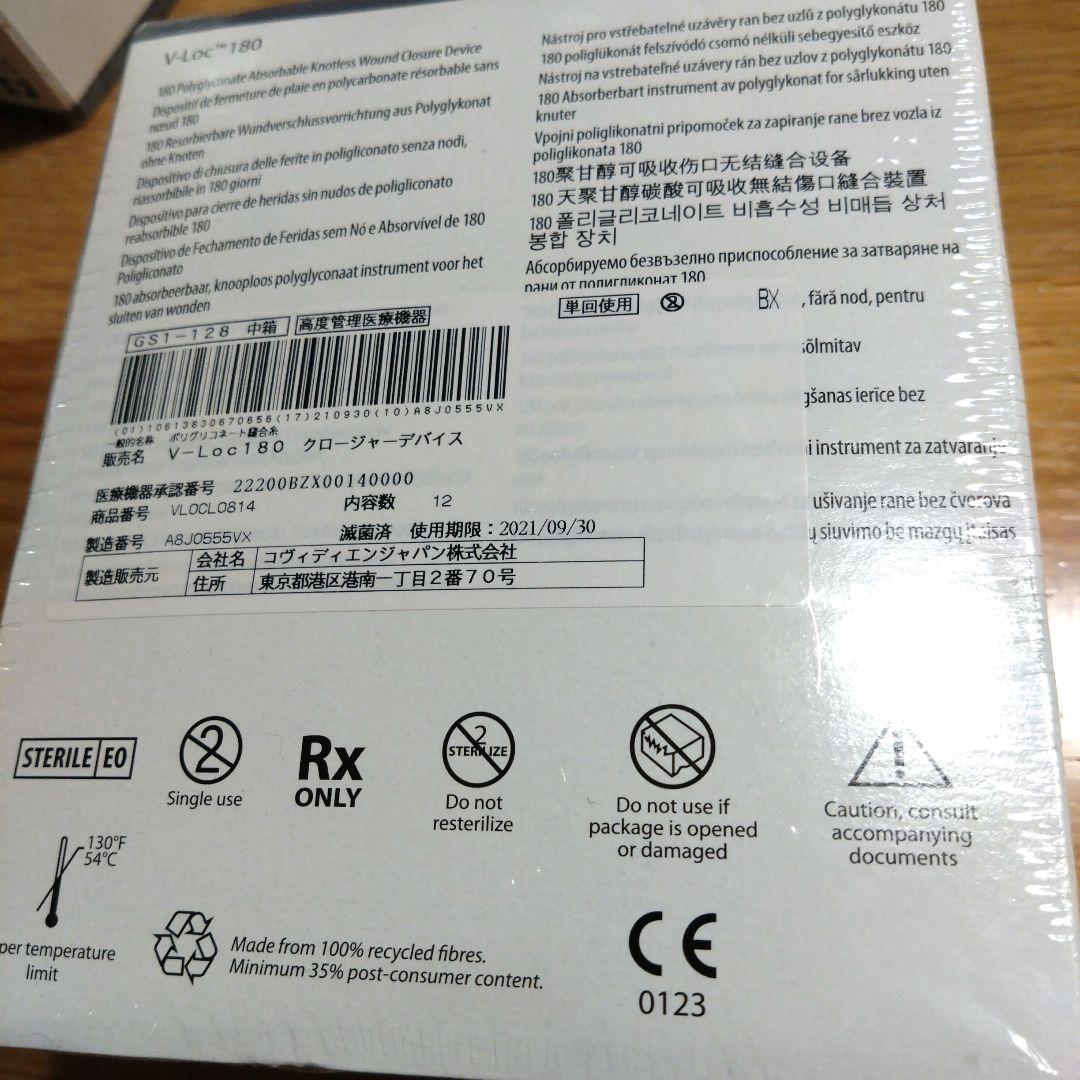 V-Loc™180
180 Polyglyconate Absorbable Knotless Wound Closure Device
Dispositif de fermeture de plaie en polycarbonate résorbable sans
nœud 180
180 Resorbierbare Wundverschlussvorrichtung aus Polyglykonat
ohne Knoten
Dispositivo di chiusura delle ferite in poligliconato senza nodi,
riassorbibile in 180 giorni
Dispositivo para cierre de heridas sin nudos de poligliconato
reabsorbible 180
Dispositivo de Fechamento de Feridas sem Nó e Absorvível de 180
Poligliconato
180 absorbeerbaar, knooploos polyglyconaat instrument voor het
sluiten van wonden
Nástroj pro vstřebatelné uzávěry ran bez uzlů z polyglykonátu 180
180 poliglükonát felszívódó csomó nélküli sebegyesítő eszköz
Nástroj na vstrebateľné uzávery rán bez uzlov z polyglykonátu 180
180 Absorberbart instrument av polyglykonat for sårlukking uten
knuter
Vpojni poliglikonatni pripomoček za zapiranje rane brez vozla iz
poliglikonata 180
180聚甘醇可吸收伤口无结缝合设备
180 天聚甘醇碳酸可吸收無結傷口縫合裝置
180 폴리글리코네이트 비흡수성 비매듭 상처
봉합 장치
Абсорбируемо безвъзелно приспособление за затваряне на
рани от полигликонат 180
単回使用 2 BX , fără nod, pentru
sõlmitav
gšanas ierīce bez
i instrument za zatvaranje
ušivanje rane bez čvorova
ų siuvimo be mazgų įtaisas
GS1-128 中箱 高度管理医療機器
(01)10613830670656(17)210930(10)A8J0555VX
一般的名称 ポリグリコネート縫合糸
販売名 V-Loc180 クロージャーデバイス
医療機器承認番号 22200BZX00140000
商品番号 VLOCL0814 内容数 12
製造番号 A8J0555VX 滅菌済 使用期限:2021/09/30
製造販売元 会社名 コヴィディエンジャパン株式会社
住所 東京都港区港南一丁目2番70号
STERILE EO
2
Single use
Rx
ONLY
2
STERILIZE
Do not
resterilize
Do not use if
package is opened
or damaged
!
Caution, consult
accompanying
documents
130°F
54°C
per temperature
limit
Made from 100% recycled fibres.
Minimum 35% post-consumer content.
CE
0123